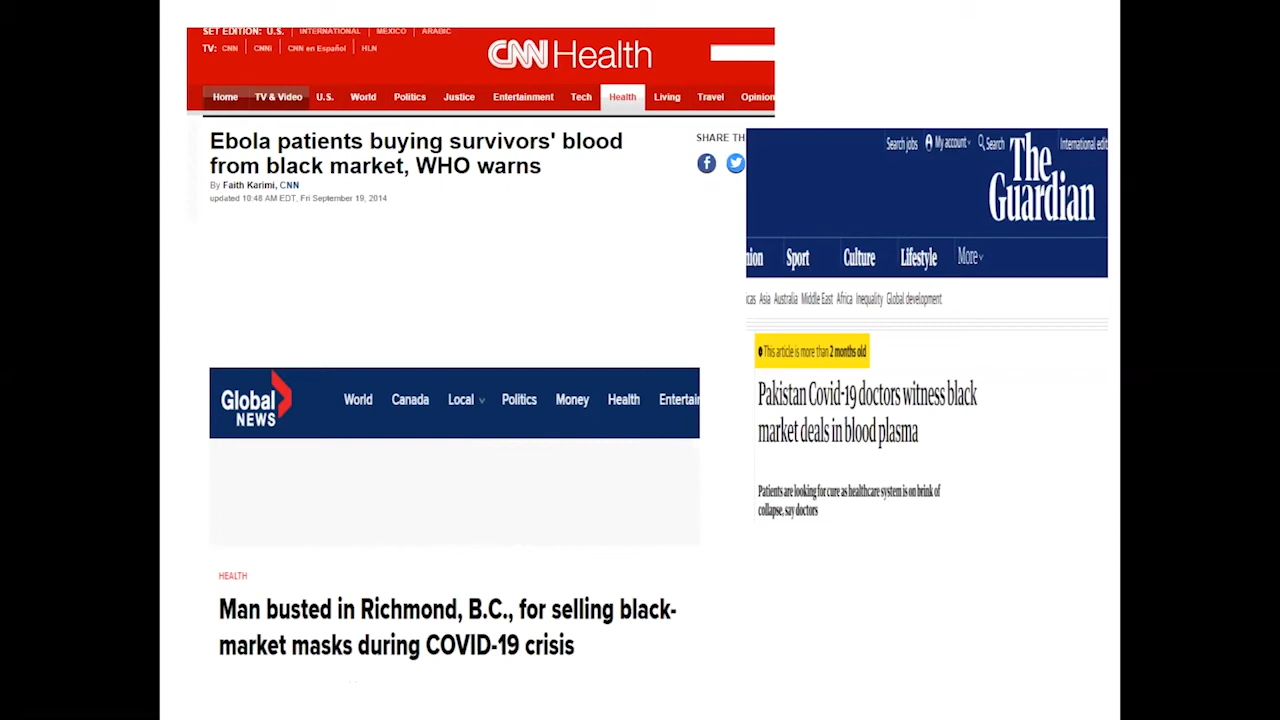 SET EDITION: U.S. INTERNATIONAL MÉXICO ARABIC
TV: CNN CNNi CNN en Español HLN
CNN Health
Home TV & Video U.S. World Politics Justice Entertainment Tech Health Living Travel Opinion
Ebola patients buying survivors' blood
from black market, WHO warns
By Faith Karimi, CNN
updated 10:48 AM EDT, Fri September 19, 2014
SHARE TH
Search jobs My account Search International edit
The
Guardian
nion Sport Culture Lifestyle More
icas Asia Australia Middle East Africa Inequality Global development
This article is more than 2 months old
Pakistan Covid-19 doctors witness black
market deals in blood plasma
Patients are looking for cure as healthcare system is on brink of
collapse, say doctors
Global
NEWS
World Canada Local Politics Money Health Entertain
HEALTH
Man busted in Richmond, B.C., for selling black-
market masks during COVID-19 crisis